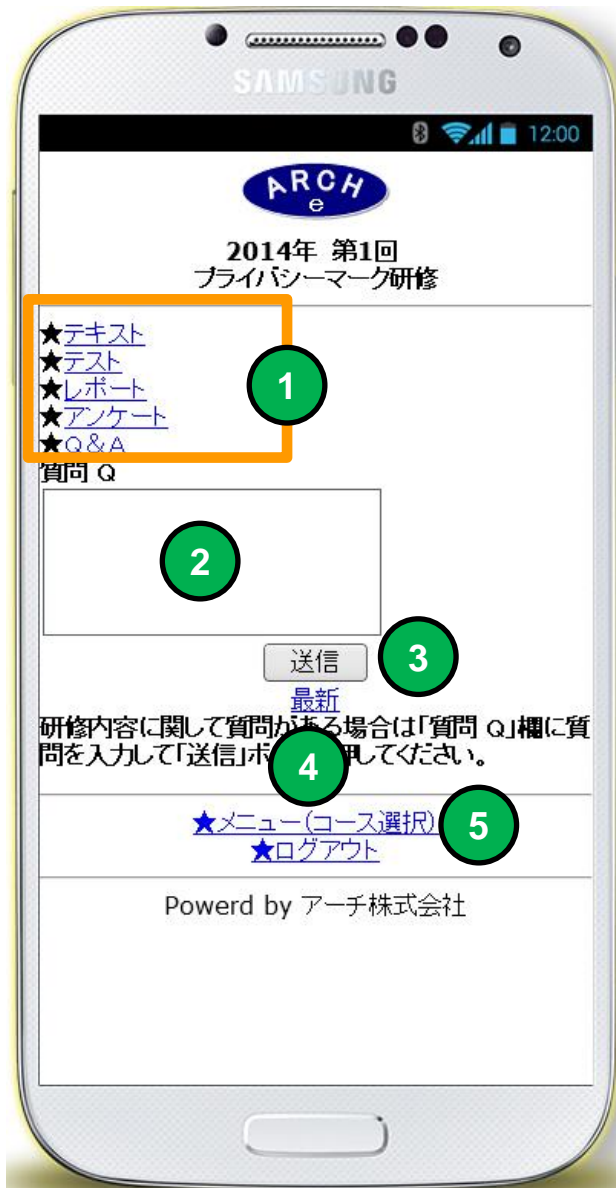 SAMSUNG
12:00
ARCH
e
2014年 第1回
プライバシーマーク研修
★テキスト
★テスト
★レポート
★アンケート
★Q&A
1
質問 Q
2
送信
3
最新
研修内容に関して質問がある場合は「質問 Q」欄に質
問を入力して「送信」ボ 押してください。
4
★メニュー(コース選択)
5
★ログアウト
Powerd by アーチ株式会社